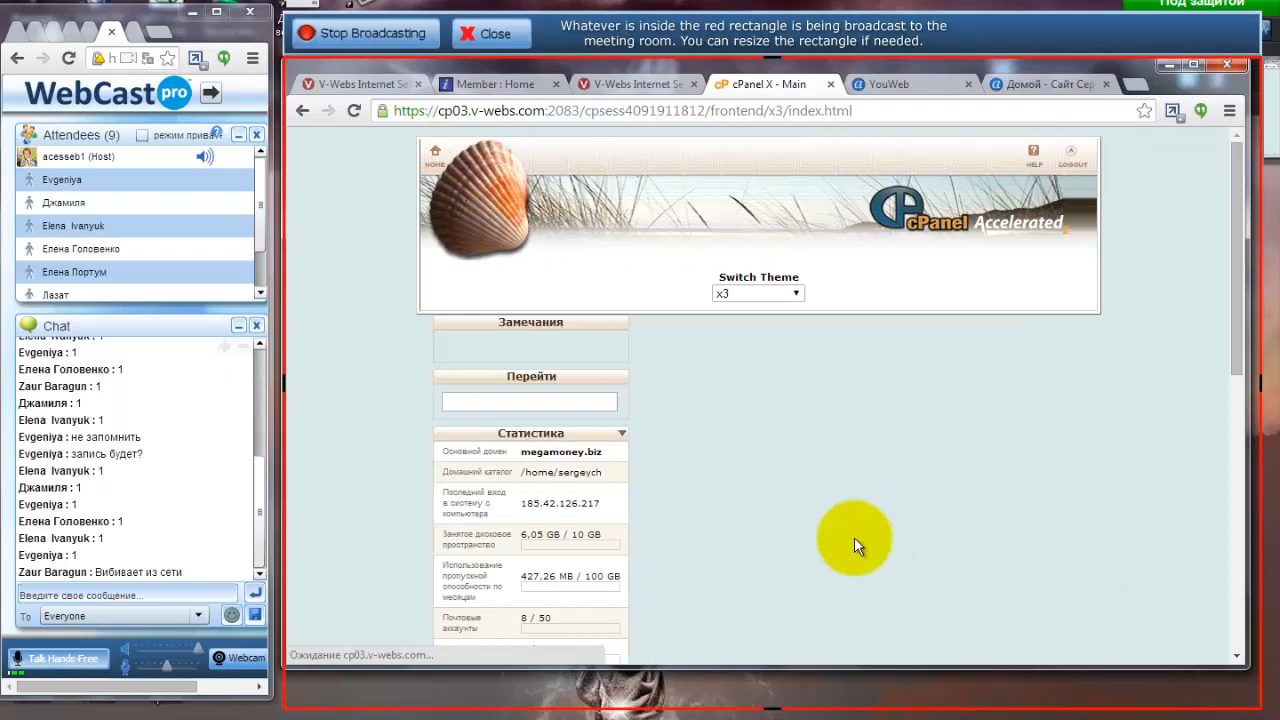 Под защитой
Stop Broadcasting
Close
Whatever is inside the red rectangle is being broadcast to the
meeting room. You can resize the rectangle if needed.
WebCast pro
Attendees (9)
режим прива
acesseb1 (Host)
Evgeniya
Джамиля
Elena Ivanyuk
Елена Головенко
Елена Портум
Лазат
Chat
Elena Ivanyuk : 1
Evgeniya : 1
Елена Головенко : 1
Zaur Baragun : 1
Джамиля : 1
Elena Ivanyuk : 1
Evgeniya : не запомнить
Evgeniya : запись будет?
Elena Ivanyuk : 1
Джамиля : 1
Evgeniya : 1
Елена Головенко : 1
Elena Ivanyuk : 1
Evgeniya : 1
Zaur Baragun : Вибивает из сети
Введите свое сообщение...
To Everyone
Talk Hands-Free
Webcam
V-Webs Internet Se
Member : Home
V-Webs Internet Se
cPanel X - Main
YouWeb
Домой - Сайт Сер
https://cp03.v-webs.com:2083/cpsess4091911812/frontend/x3/index.html
HOME
HELP
LOGOUT
cPanel Accelerated2
Switch Theme
x3
Замечания
Перейти
Статистика
Основной домен megamoney.biz
Домашний каталог /home/sergeych
Последний вход
в систему с
компьютера
185.42.126.217
Занятое дисковое
пространство
6,05 GB / 10 GB
Использование
пропускной
способности по
месяцам
427,26 MB / 100 GB
Почтовые
аккаунты
8 / 50
Ожидание cp03.v-webs.com...